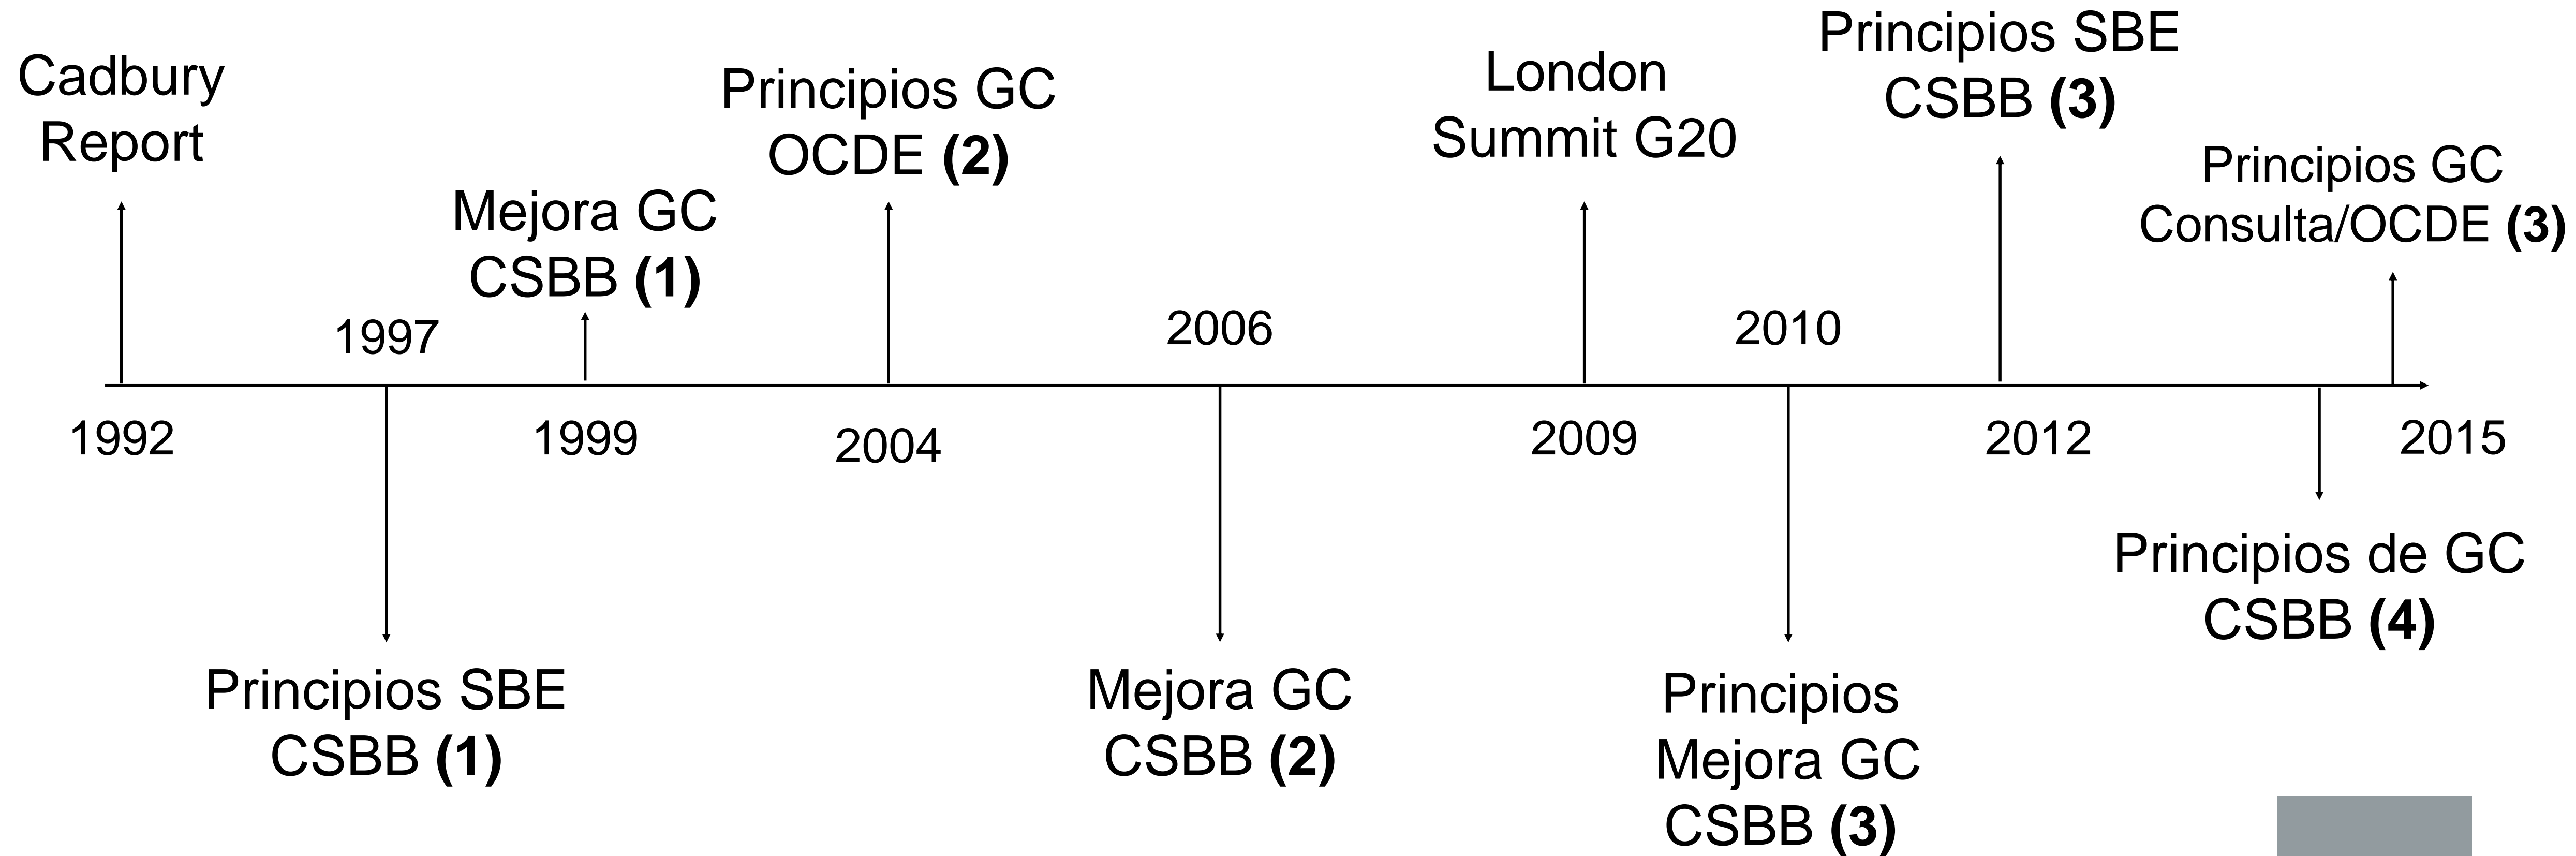 Cadbury
Report
Mejora GC
CSBB (1)
Principios GC
OCDE (2)
London
Summit G20
Principios SBE
CSBB (3)
Principios GC
Consulta/OCDE (3)
1997
2006
2010
1992
1999
2004
2009
2012
2015
Principios SBE
CSBB (1)
Mejora GC
CSBB (2)
Principios
Mejora GC
CSBB (3)
Principios de GC
CSBB (4)